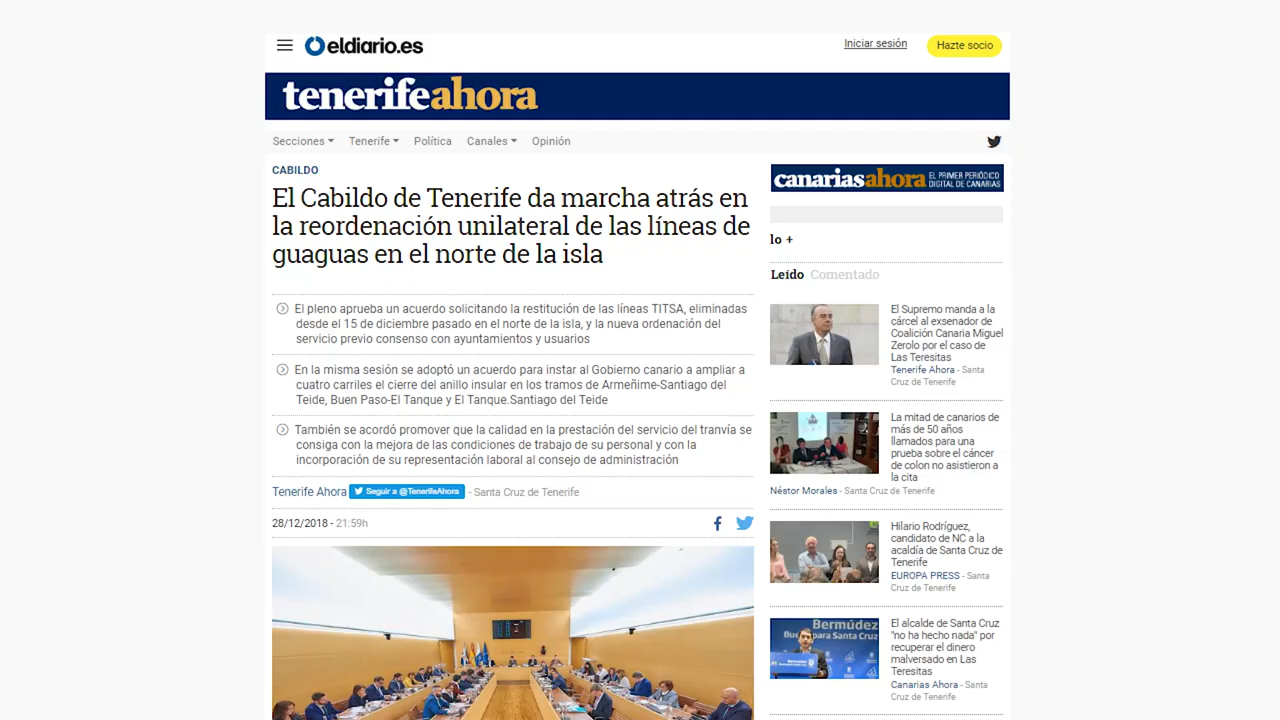 eldiario.es
Iniciar sesión
Hazte socio
tenerifeahora
Secciones
Tenerife
Política
Canales
Opinión
CABILDO
El Cabildo de Tenerife da marcha atrás en
la reordenación unilateral de las líneas de
guaguas en el norte de la isla
El pleno aprueba un acuerdo solicitando la restitución de las líneas TITSA, eliminadas
desde el 15 de diciembre pasado en el norte de la isla, y la nueva ordenación del
servicio previo consenso con ayuntamientos y usuarios
En la misma sesión se adoptó un acuerdo para instar al Gobierno canario a ampliar a
cuatro carriles el cierre del anillo insular en los tramos de Armeñime-Santiago del
Teide, Buen Paso-El Tanque y El Tanque.Santiago del Teide
También se acordó promover que la calidad en la prestación del servicio del tranvía se
consiga con la mejora de las condiciones de trabajo de su personal y con la
incorporación de su representación laboral al consejo de administración
Tenerife Ahora Seguir a @TenerifeAhora - Santa Cruz de Tenerife
28/12/2018 - 21:59h
canariasahora EL PRIMER PERIÓDICO
DIGITAL DE CANARIAS
lo +
Leído Comentado
El Supremo manda a la
cárcel al exsenador de
Coalición Canaria Miguel
Zerolo por el caso de
Las Teresitas
Tenerife Ahora - Santa
Cruz de Tenerife
La mitad de canarios de
más de 50 años
llamados para una
prueba sobre el cáncer
de colon no asistieron a
la cita
Néstor Morales - Santa Cruz de Tenerife
Hilario Rodríguez,
candidato de NC a la
acaldía de Santa Cruz de
Tenerife
EUROPA PRESS - Santa
Cruz de Tenerife
Bermúdez
para Santa Cruz
El alcalde de Santa Cruz
"no ha hecho nada" por
recuperar el dinero
malversado en Las
Teresitas
Canarias Ahora - Santa
Cruz de Tenerife